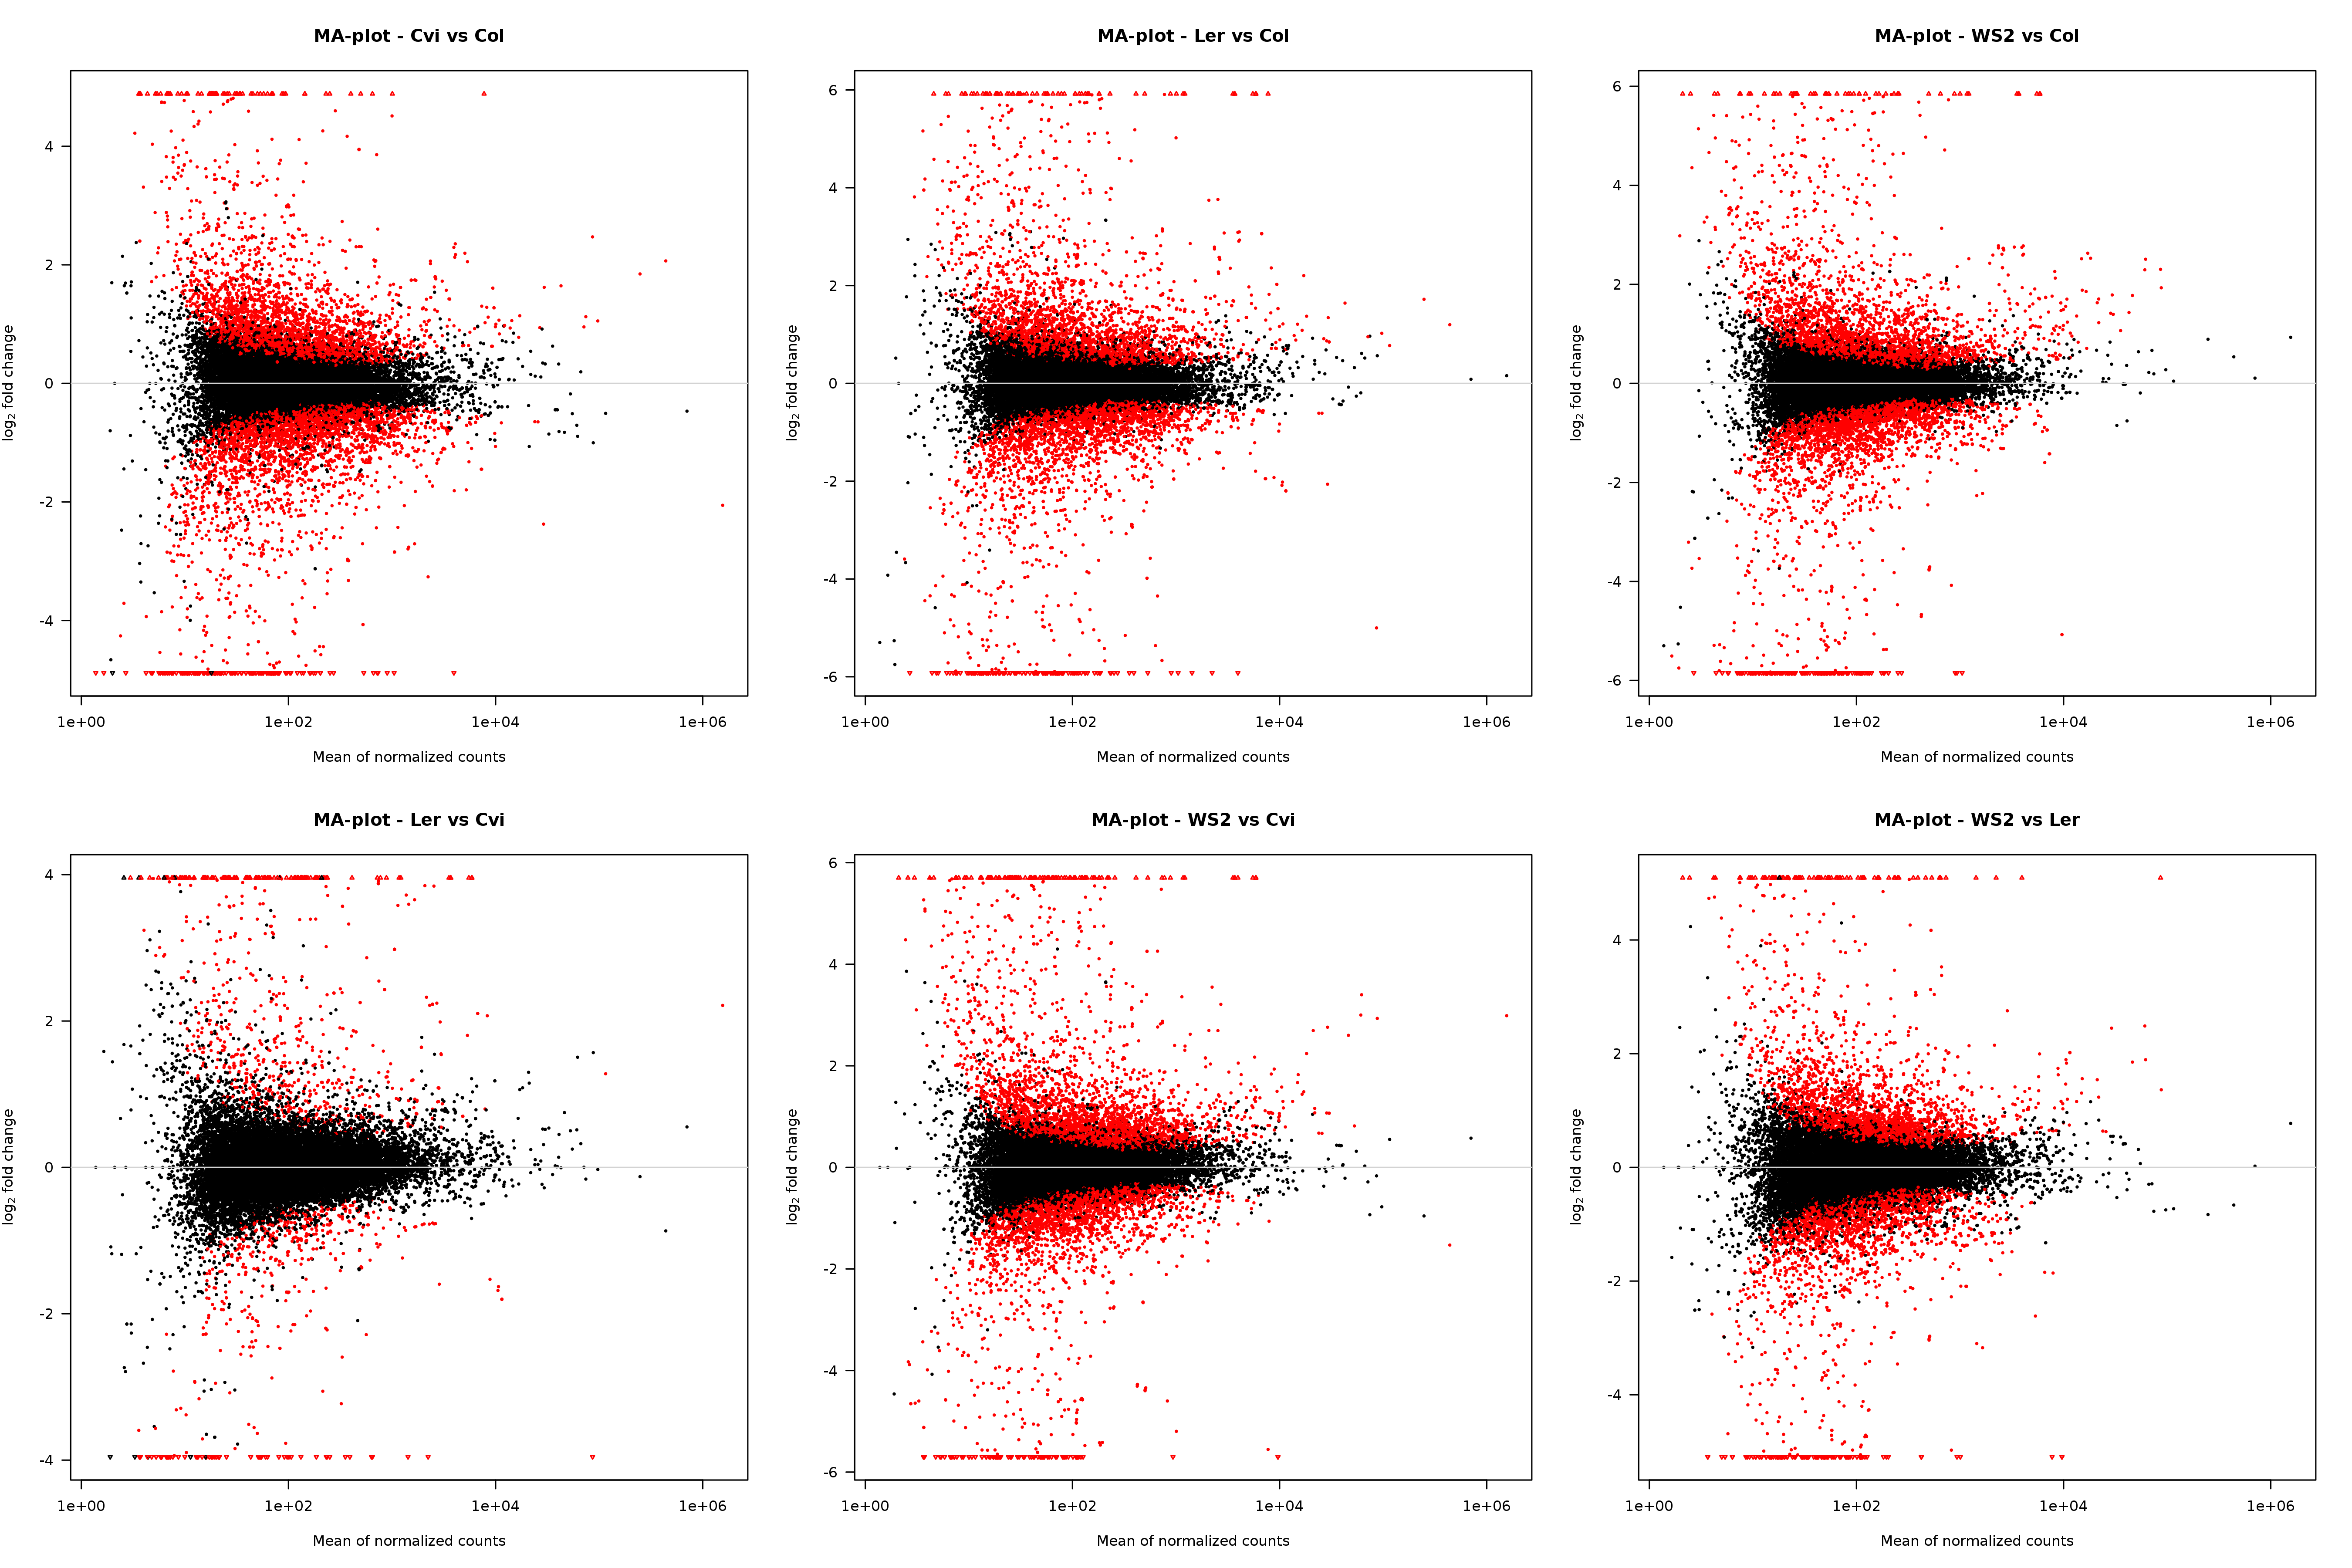 MA-plot - Cvi vs Col
4
2
0
-2
-4
log₂ fold change
1e+00 1e+02 1e+04 1e+06
Mean of normalized counts
MA-plot - Ler vs Col
6
4
2
0
-2
-4
-6
log₂ fold change
1e+00 1e+02 1e+04 1e+06
Mean of normalized counts
MA-plot - WS2 vs Col
6
4
2
0
-2
-4
-6
log₂ fold change
1e+00 1e+02 1e+04 1e+06
Mean of normalized counts
MA-plot - Ler vs Cvi
4
2
0
-2
-4
log₂ fold change
1e+00 1e+02 1e+04 1e+06
Mean of normalized counts
MA-plot - WS2 vs Cvi
6
4
2
0
-2
-4
-6
log₂ fold change
1e+00 1e+02 1e+04 1e+06
Mean of normalized counts
MA-plot - WS2 vs Ler
4
2
0
-2
-4
log₂ fold change
1e+00 1e+02 1e+04 1e+06
Mean of normalized counts